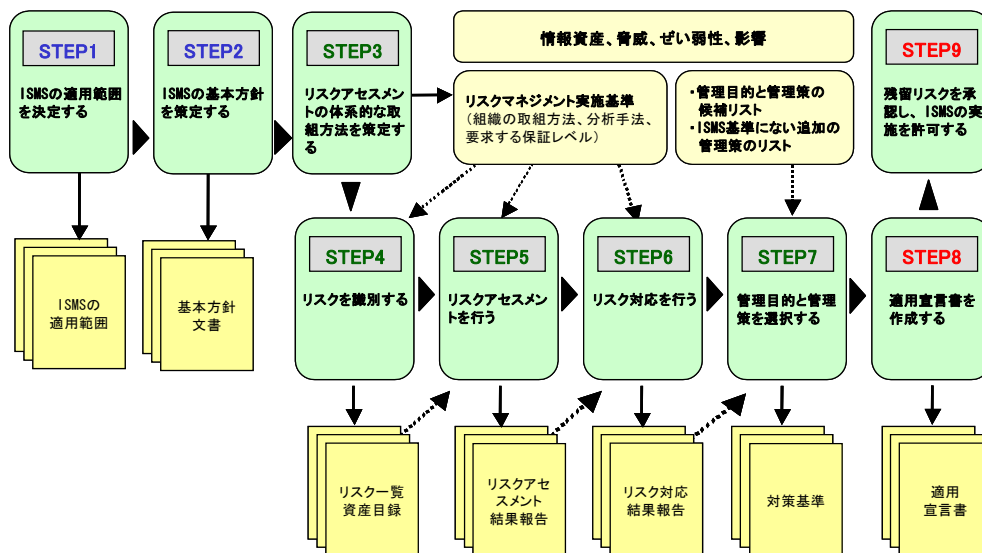 STEP1
ISMSの適用範囲
を決定する
STEP2
ISMSの基本方針
を策定する
STEP3
リスクアセスメン
トの体系的な取
組方法を策定す
る
情報資産、脅威、ぜい弱性、影響
リスクマネジメント実施基準
（組織の取組方法、分析手法、
要求する保証レベル）
・管理目的と管理策の
候補リスト
・ISMS基準にない追加の
管理策のリスト
STEP9
残留リスクを承
認し、ISMSの実
施を許可する
STEP4
リスクを識別する
STEP5
リスクアセスメン
トを行う
STEP6
リスク対応を行う
STEP7
管理目的と管理
策を選択する
STEP8
適用宣言書を
作成する
ISMSの
適用範囲
基本方針
文書
リスク一覧
資産目録
リスクアセ
スメント
結果報告
リスク対応
結果報告
対策基準
適用
宣言書